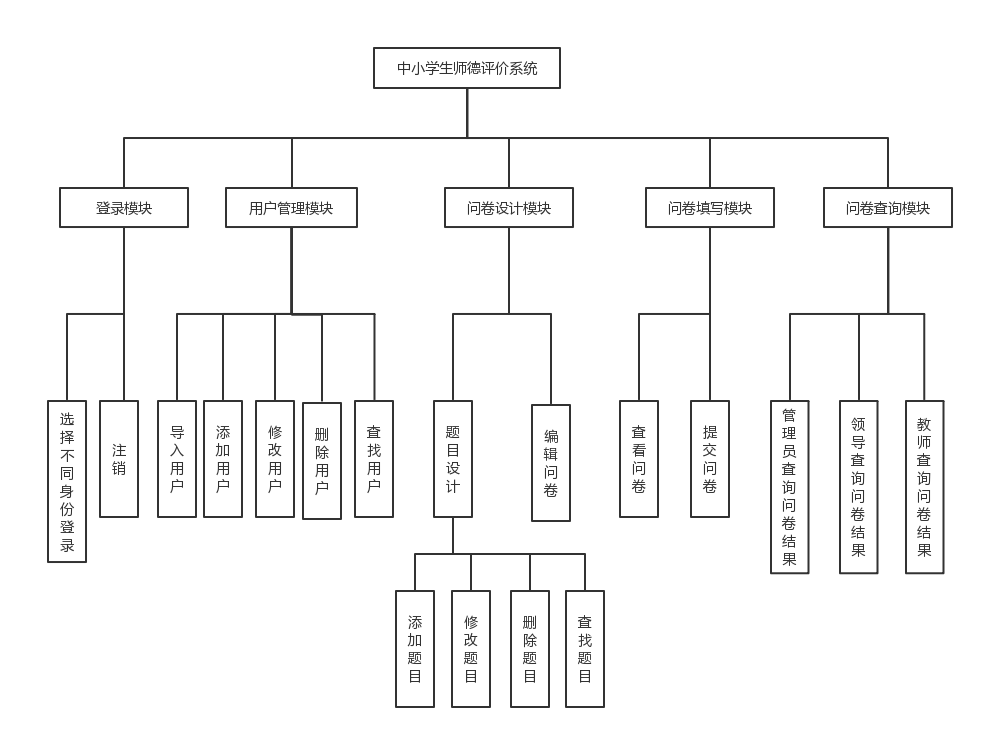 中小学生师德评价系统
登录模块
用户管理模块
问卷设计模块
问卷填写模块
问卷查询模块
选择不同身份登录
注销
导入用户
添加用户
修改用户
删除用户
查找用户
题目设计
编辑问卷
查看问卷
提交问卷
管理员查询问卷结果
领导查询问卷结果
教师查询问卷结果
添加题目
修改题目
删除题目
查找题目